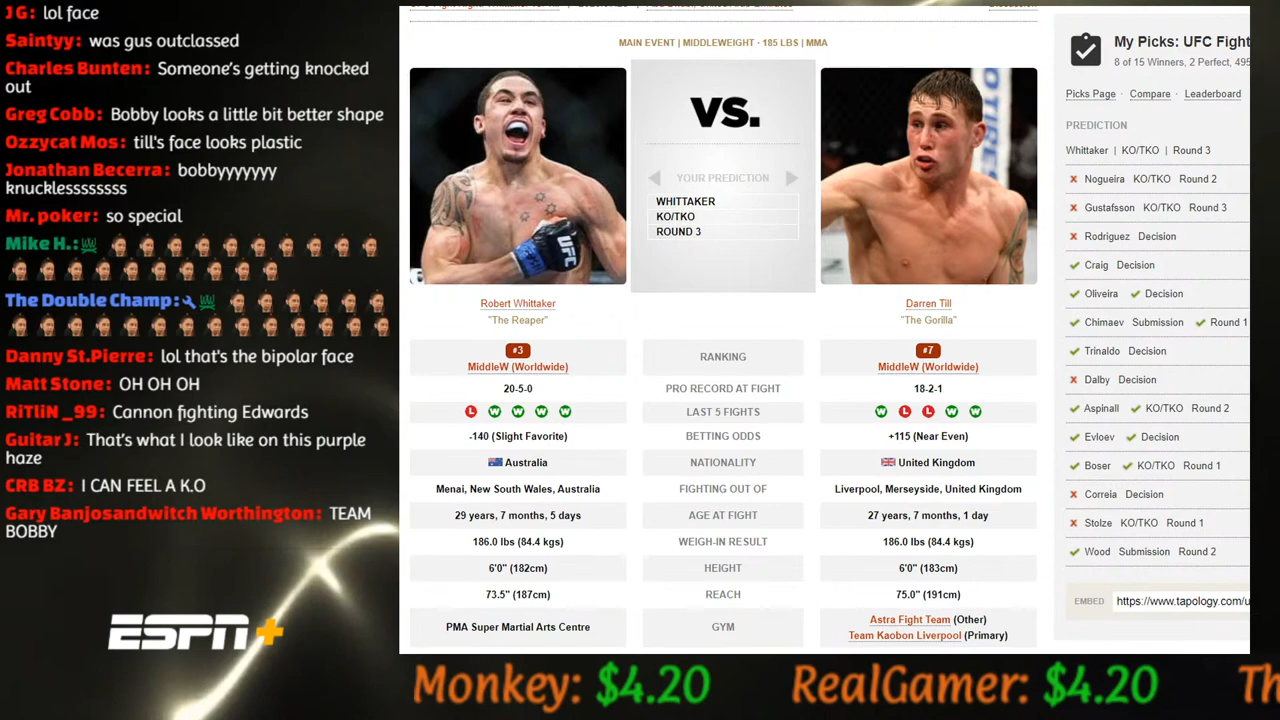 J G: lol face
Saintyy: was gus outclassed
Charles Bunten: Someone's getting knocked
out
Greg Cobb: Bobby looks a little bit better shape
Ozzycat Mos: till's face looks plastic
Jonathan Becerra: bobbyyyyyyy
knucklesssssss
Mr. poker: so special
Mike H.:
The Double Champ:
Danny St.Pierre: lol that's the bipolar face
Matt Stone: OH OH OH
RiTliN _99: Cannon fighting Edwards
Guitar J: That's what I look like on this purple
haze
CRB BZ: I CAN FEEL A K.O
Gary Banjosandwitch Worthington: TEAM
BOBBY
ESPN+
MAIN EVENT | MIDDLEWEIGHT · 185 LBS | MMA
VS.
YOUR PREDICTION
WHITTAKER
KO/TKO
ROUND 3
UFC
Robert Whittaker
"The Reaper"
Darren Till
"The Gorilla"
#3 MiddleW (Worldwide) RANKING #7 MiddleW (Worldwide)
20-5-0 PRO RECORD AT FIGHT 18-2-1
L W W W W LAST 5 FIGHTS W L L W W
-140 (Slight Favorite) BETTING ODDS +115 (Near Even)
Australia NATIONALITY United Kingdom
Menai, New South Wales, Australia FIGHTING OUT OF Liverpool, Merseyside, United Kingdom
29 years, 7 months, 5 days AGE AT FIGHT 27 years, 7 months, 1 day
186.0 lbs (84.4 kgs) WEIGH-IN RESULT 186.0 lbs (84.4 kgs)
6'0" (182cm) HEIGHT 6'0" (183cm)
73.5" (187cm) REACH 75.0" (191cm)
PMA Super Martial Arts Centre GYM Astra Fight Team (Other)
Team Kaobon Liverpool (Primary)
My Picks: UFC Fight
8 of 15 Winners, 2 Perfect, 495
Picks Page · Compare · Leaderboard
PREDICTION
Whittaker | KO/TKO | Round 3
Nogueira KO/TKO Round 2
Gustafsson KO/TKO Round 3
Rodriguez Decision
Craig Decision
Oliveira Decision
Chimaev Submission Round 1
Trinaldo Decision
Dalby Decision
Aspinall KO/TKO Round 2
Evloev Decision
Boser KO/TKO Round 1
Correia Decision
Stolze KO/TKO Round 1
Wood Submission Round 2
EMBED https://www.tapology.com/u
Monkey: $4.20 RealGamer: $4.20 Th